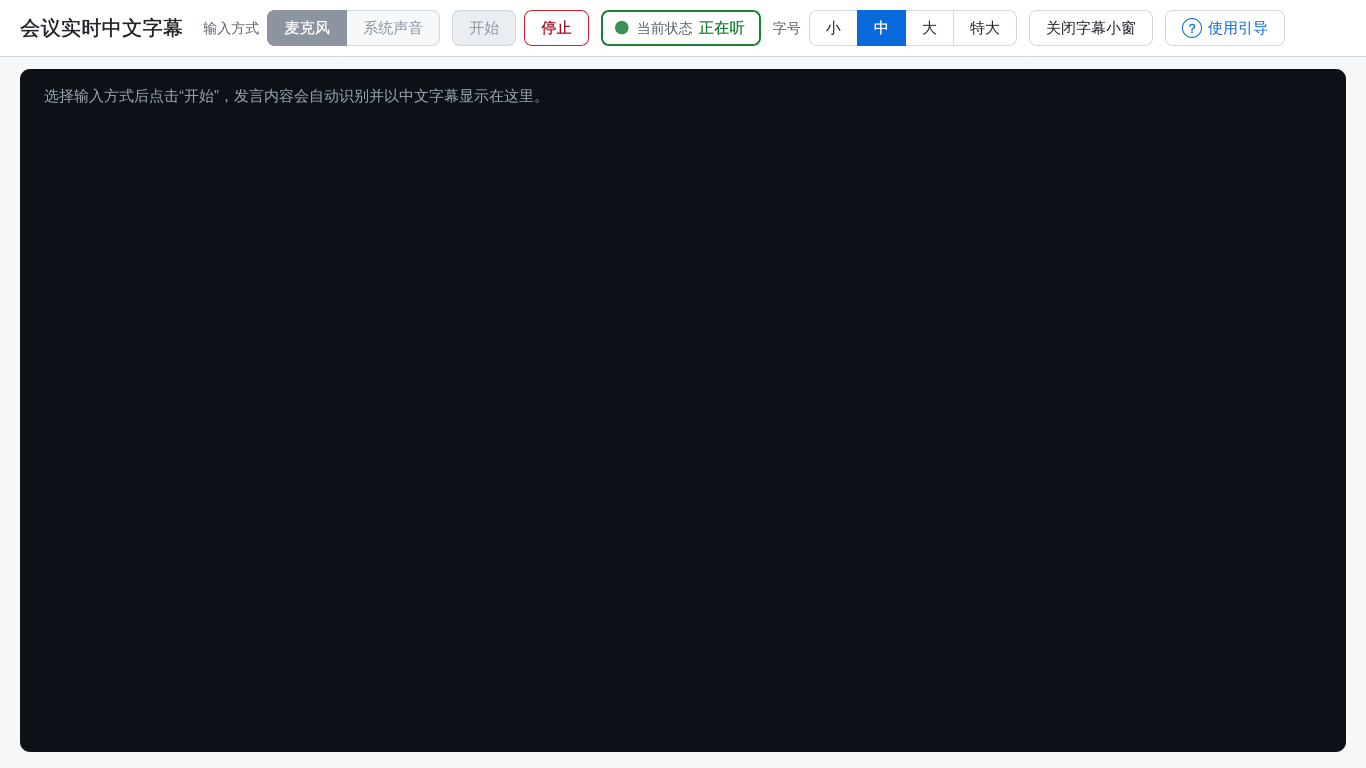 会议实时中文字幕 输入方式 麦克风 系统声音 开始 停止 当前状态 正在听 字号 小 中 大 特大 关闭字幕小窗 ? 使用引导
选择输入方式后点击“开始”，发言内容会自动识别并以中文字幕显示在这里。